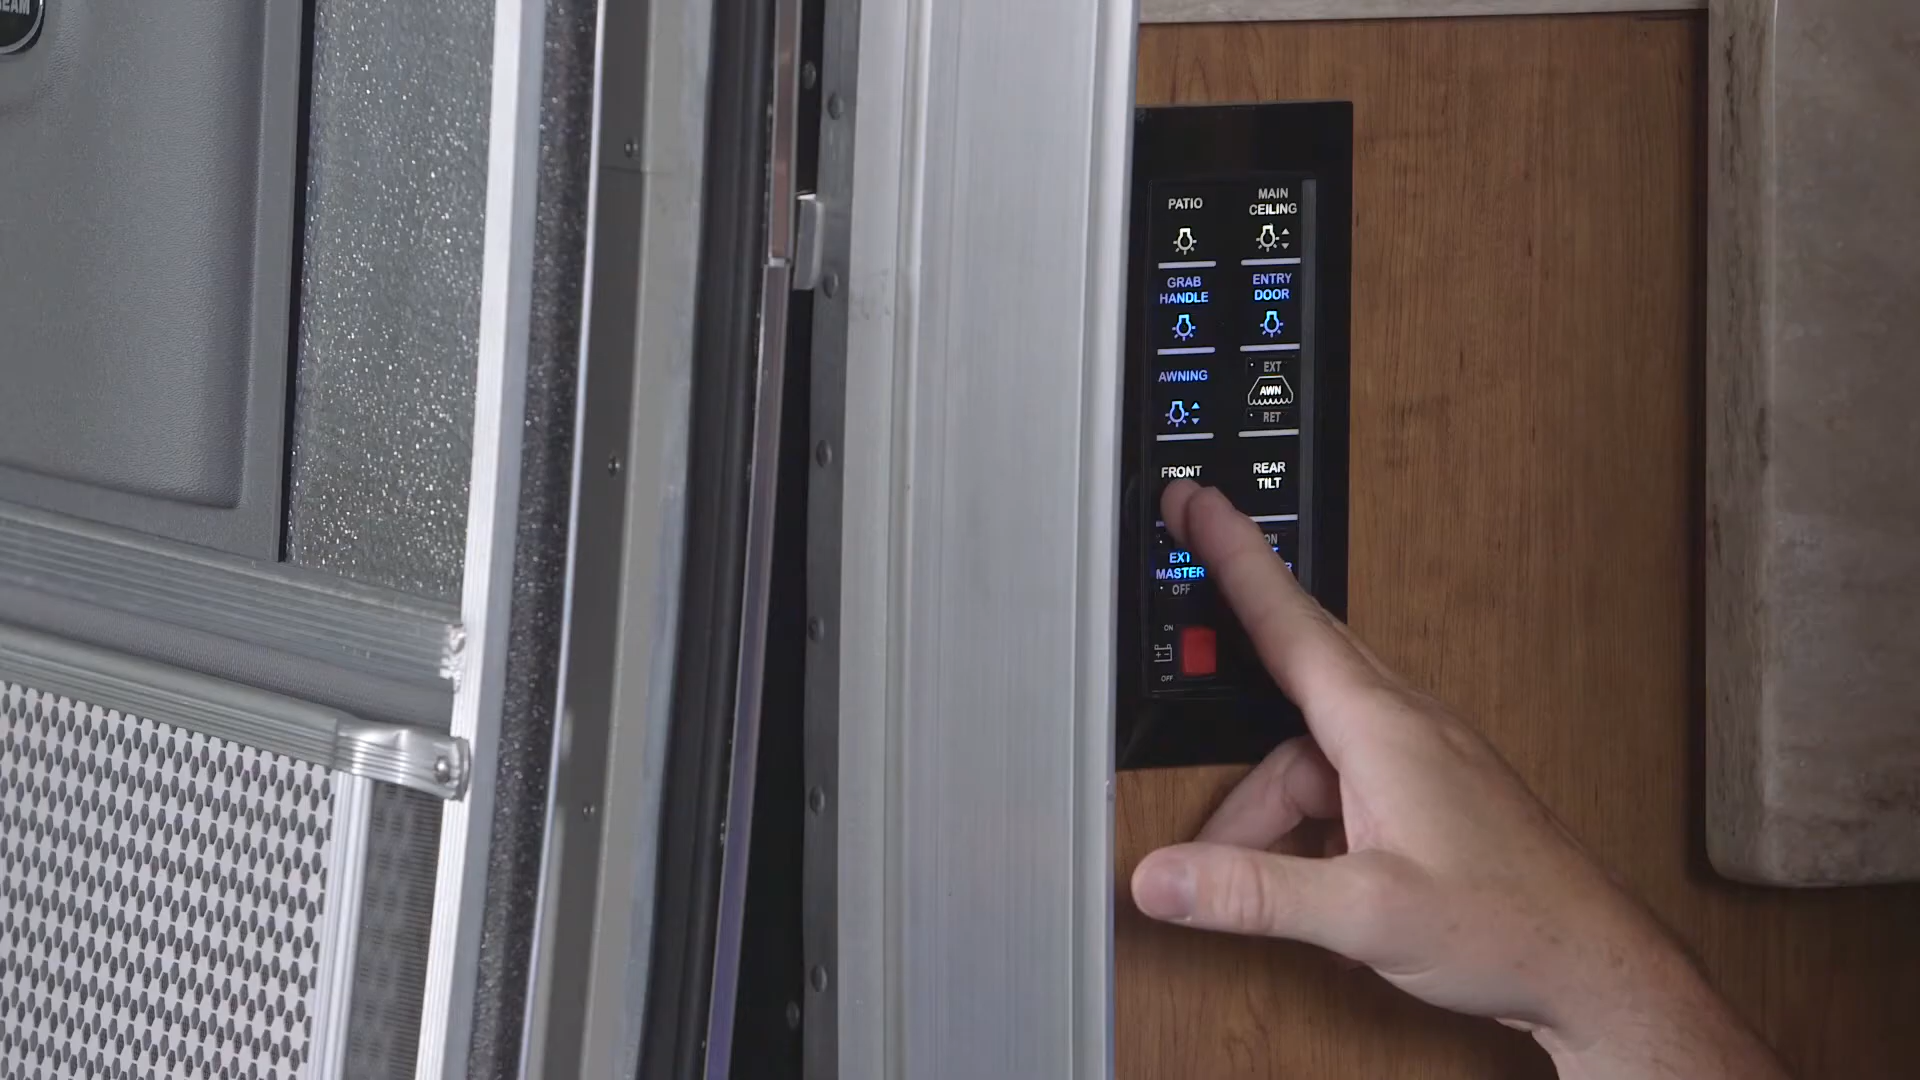 PATIO
MAIN
CEILING
GRAB
HANDLE
ENTRY
DOOR
AWNING
EXT
AWN
RET
FRONT
REAR
TILT
ON
EXT
MASTER
OFF
ON
OFF